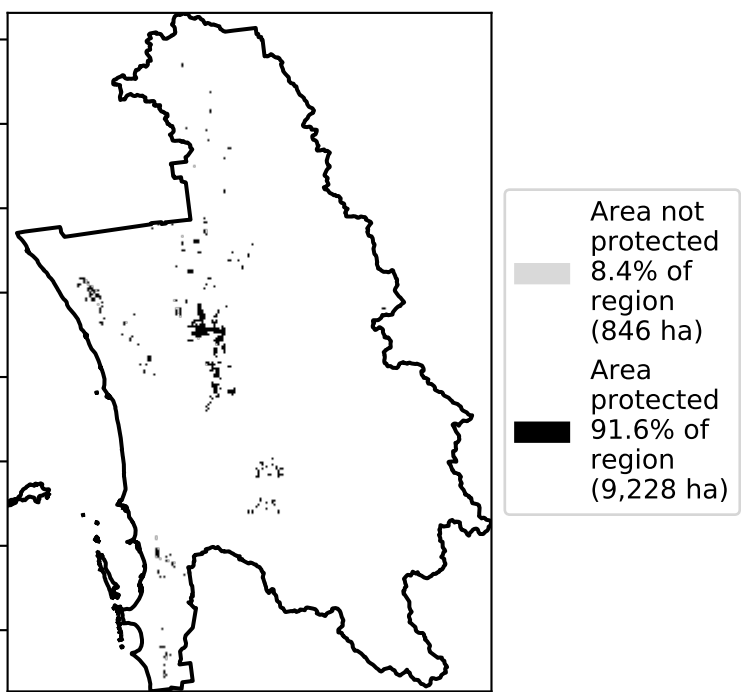 Area not
protected
8.4% of
region
(846 ha)
Area
protected
91.6% of
region
(9,228 ha)